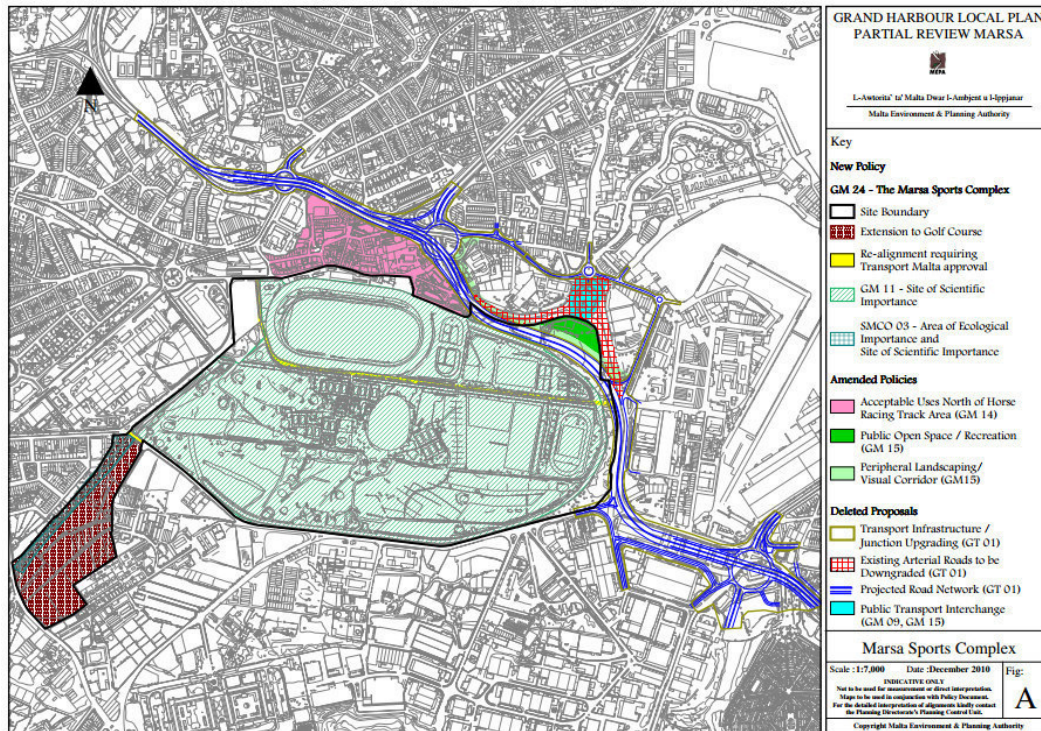 GRAND HARBOUR LOCAL PLAN
PARTIAL REVIEW MARSA
MEPA
L-Awtorita` ta' Malta Dwar l-Ambjent u l-Ippjanar
Malta Environment & Planning Authority
Key
New Policy
GM 24 - The Marsa Sports Complex
Site Boundary
Extension to Golf Course
Re-alignment requiring
Transport Malta approval
GM 11 - Site of Scientific
Importance
SMCO 03 - Area of Ecological
Importance and
Site of Scientific Importance
Amended Policies
Acceptable Uses North of Horse
Racing Track Area (GM 14)
Public Open Space / Recreation
(GM 15)
Peripheral Landscaping/
Visual Corridor (GM15)
Deleted Proposals
Transport Infrastructure /
Junction Upgrading (GT 01)
Existing Arterial Roads to be
Downgraded (GT 01)
Projected Road Network (GT 01)
Public Transport Interchange
(GM 09, GM 15)
Marsa Sports Complex
Scale :1:7,000 Date :December 2010 Fig:
A
INDICATIVE ONLY
Not to be used for measurement or direct interpretation.
Maps to be used in conjunction with Policy Document.
For the detailed interpretation of alignments kindly contact
the Planning Directorate's Planning Control Unit.
Copyright Malta Environment & Planning Authority
N